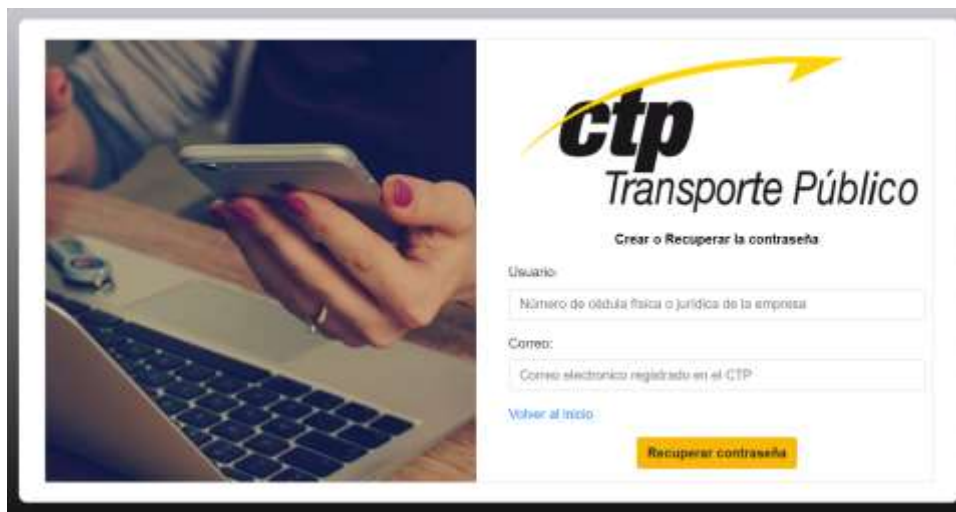 ctp
Transporte Público
Crear o Recuperar la contraseña
Usuario:
Número de cédula física o jurídica de la empresa
Correo:
Correo electronico registrado en el CTP
Volver al Inicio
Recuperar contraseña